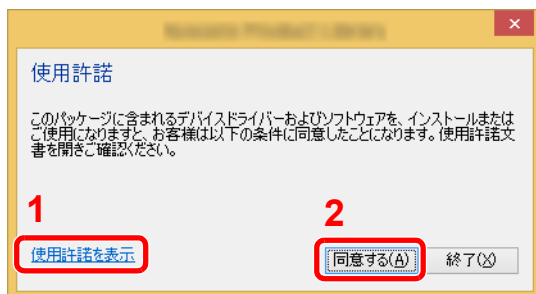 使用許諾
このパッケージに含まれるデバイスドライバーおよびソフトウェアを、インストールまたは
ご使用になりますと、お客様は以下の条件に同意したことになります。使用許諾文
書を開きご確認ください。
1
2
使用許諾を表示
同意する(A)
終了(X)